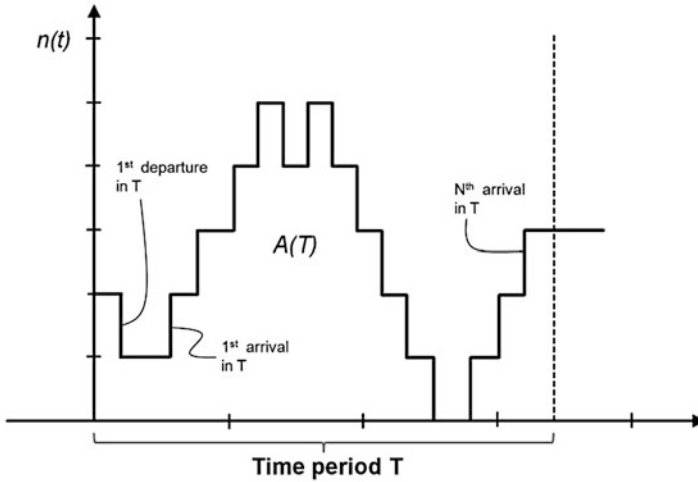 n(t)
1st departure
in T
Nth arrival
in T
A(T)
1st arrival
in T
Time period T